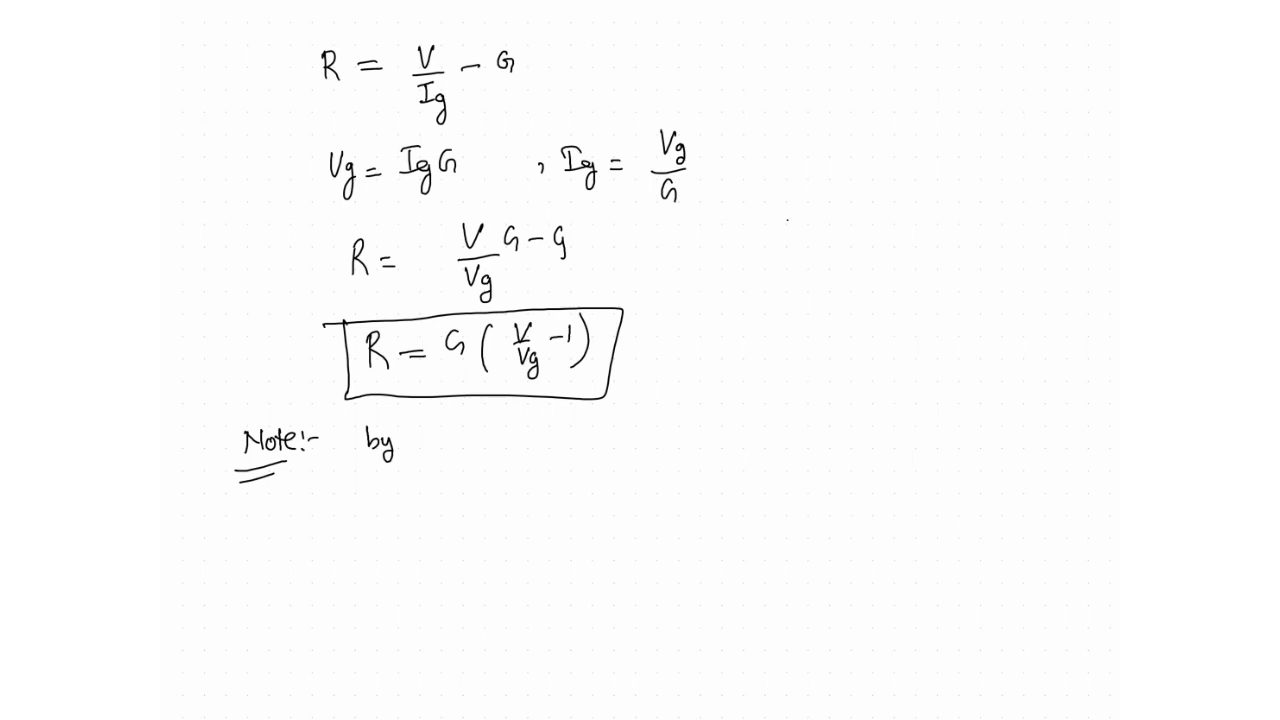 R = V/Ig - G
Vg = IgG , Ig = Vg/G
R = V/Vg G - G
R = G ( V/Vg - 1 )
Note:- by